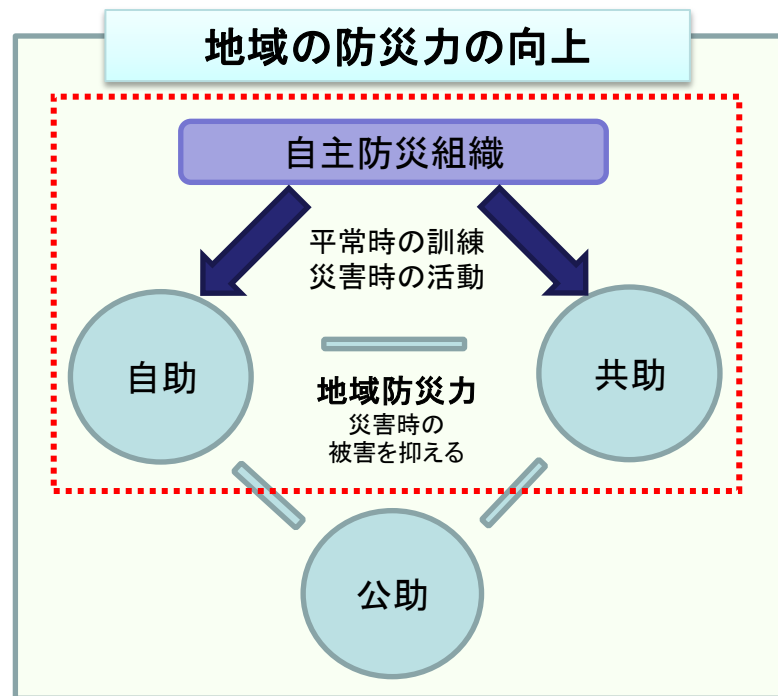 地域の防災力の向上
自主防災組織
平常時の訓練
災害時の活動
自助
共助
地域防災力
災害時の
被害を抑える
公助